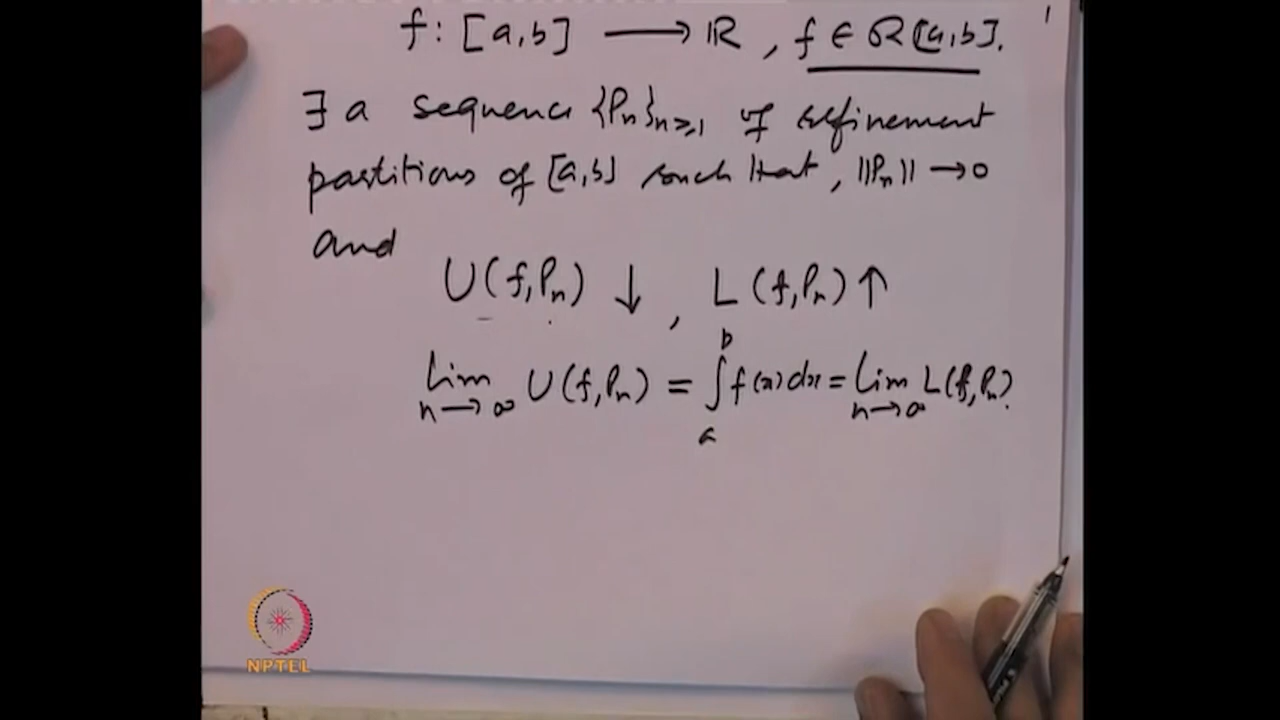 f: [a,b] ⟶ ℝ, f ∈ R[a,b].
∃ a sequence {Pₙ}ₙ≥₁ of refinement
partitions of [a,b] such that, ||Pₙ|| → 0
and
U(f,Pₙ) ↓, L(f,Pₙ) ↑
lim n→∞ U(f,Pₙ) = ∫ₐᵇ f(x)dx = lim n→∞ L(f,Pₙ).
NPTEL